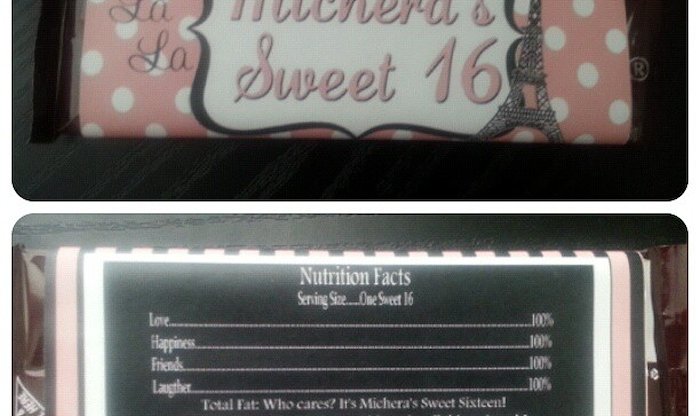 La
Michera's
La
Sweet 16
®
Nutrition Facts
Serving Size.....One Sweet 16
Love........................................................100%
Happiness........................................................100%
Friends........................................................100%
Laugther........................................................100%
Total Fat: Who cares? It's Michera's Sweet Sixteen!